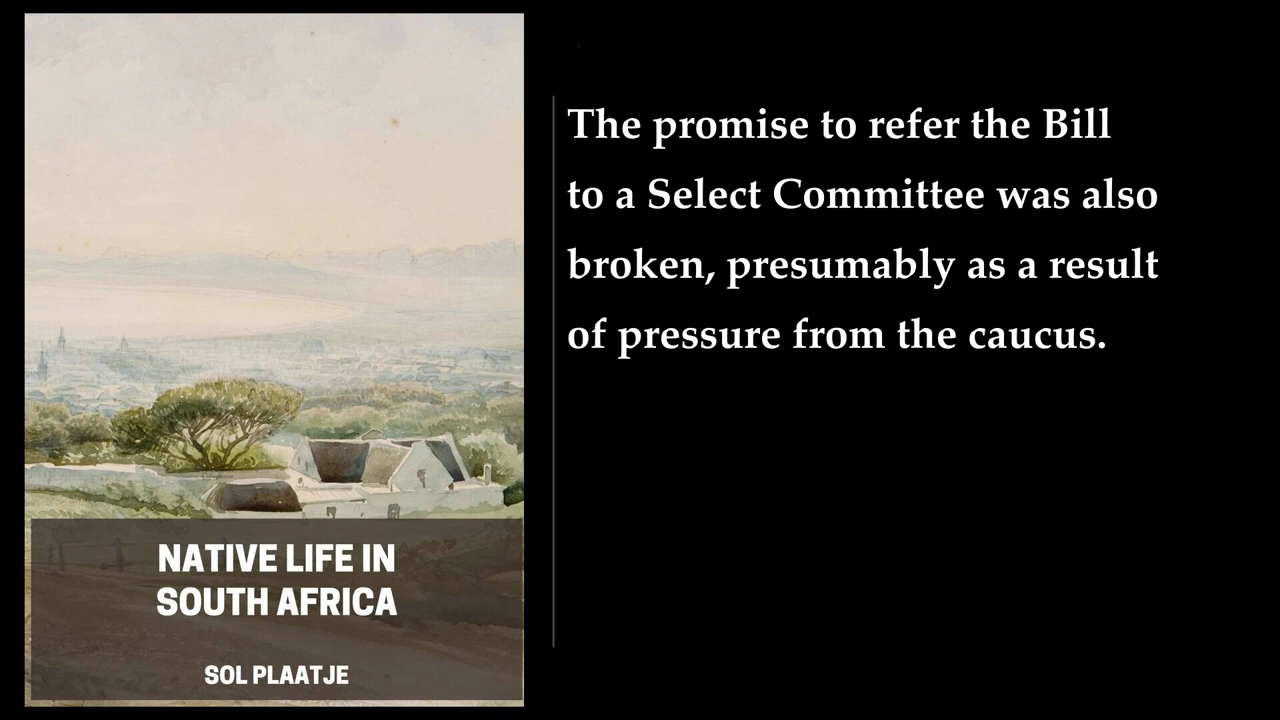 The promise to refer the Bill
to a Select Committee was also
broken, presumably as a result
of pressure from the caucus.
NATIVE LIFE IN
SOUTH AFRICA
SOL PLAATJE